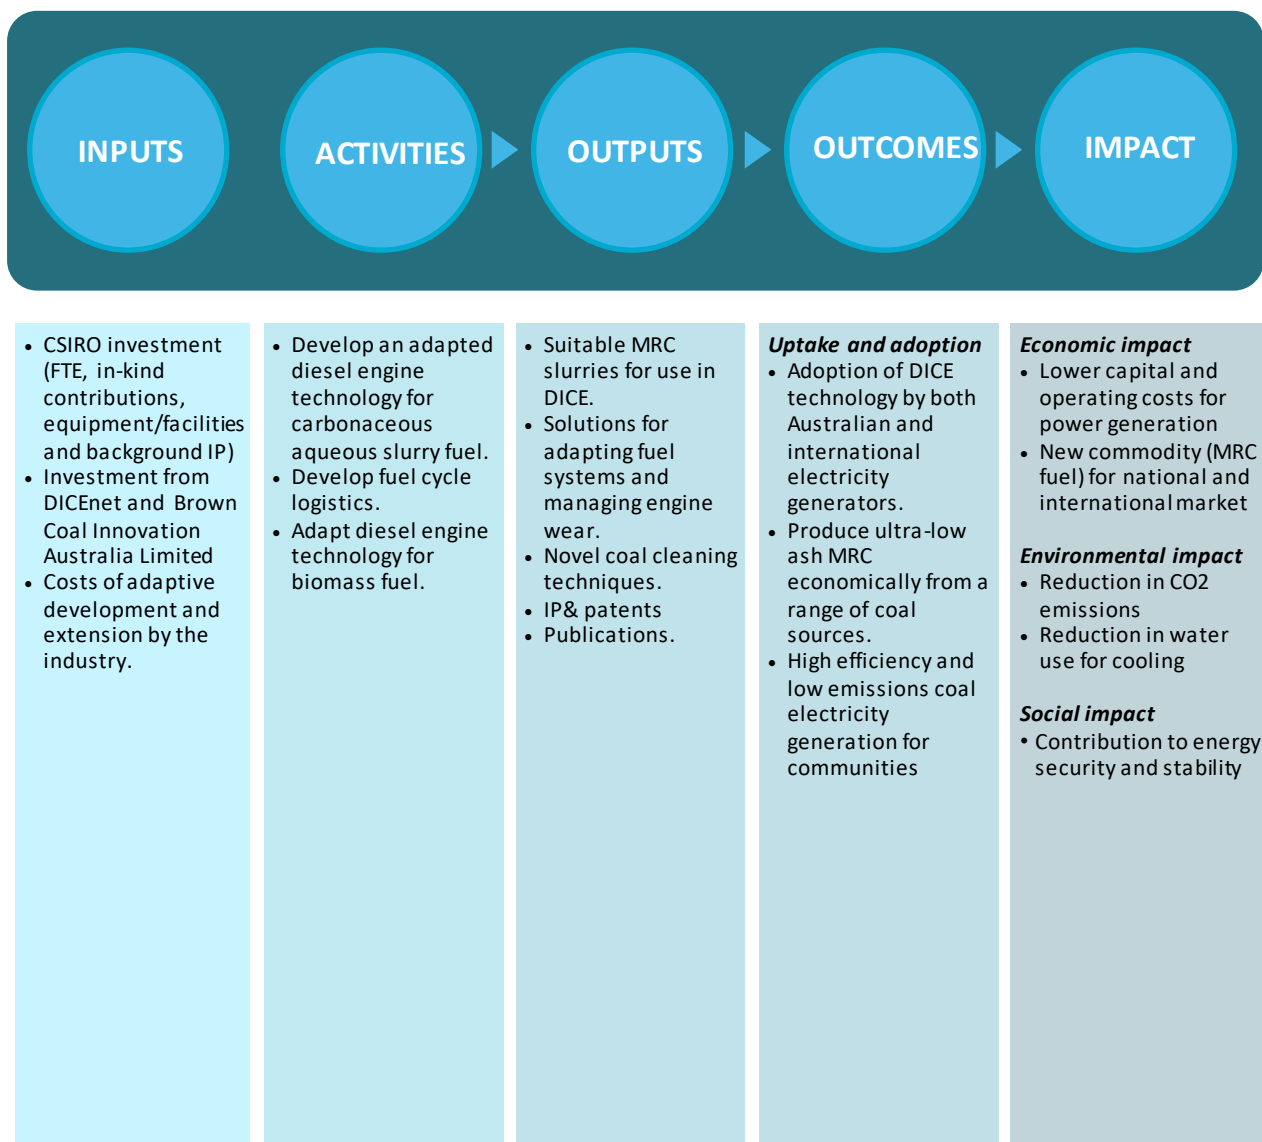 INPUTS
ACTIVITIES
OUTPUTS
OUTCOMES
IMPACT
• CSIRO investment
(FTE, in-kind
contributions,
equipment/facilities
and background IP)
• Investment from
DICEnet and Brown
Coal Innovation
Australia Limited
• Costs of adaptive
development and
extension by the
industry.
• Develop an adapted
diesel engine
technology for
carbonaceous
aqueous slurry fuel.
• Develop fuel cycle
logistics.
• Adapt diesel engine
technology for
biomass fuel.
• Suitable MRC
slurries for use in
DICE.
• Solutions for
adapting fuel
systems and
managing engine
wear.
• Novel coal cleaning
techniques.
• IP& patents
• Publications.
Uptake and adoption
• Adoption of DICE
technology by both
Australian and
international
electricity
generators.
• Produce ultra-low
ash MRC
economically from a
range of coal
sources.
• High efficiency and
low emissions coal
electricity
generation for
communities
Economic impact
• Lower capital and
operating costs for
power generation
• New commodity (MRC
fuel) for national and
international market
Environmental impact
• Reduction in CO2
emissions
• Reduction in water
use for cooling
Social impact
• Contribution to energy
security and stability